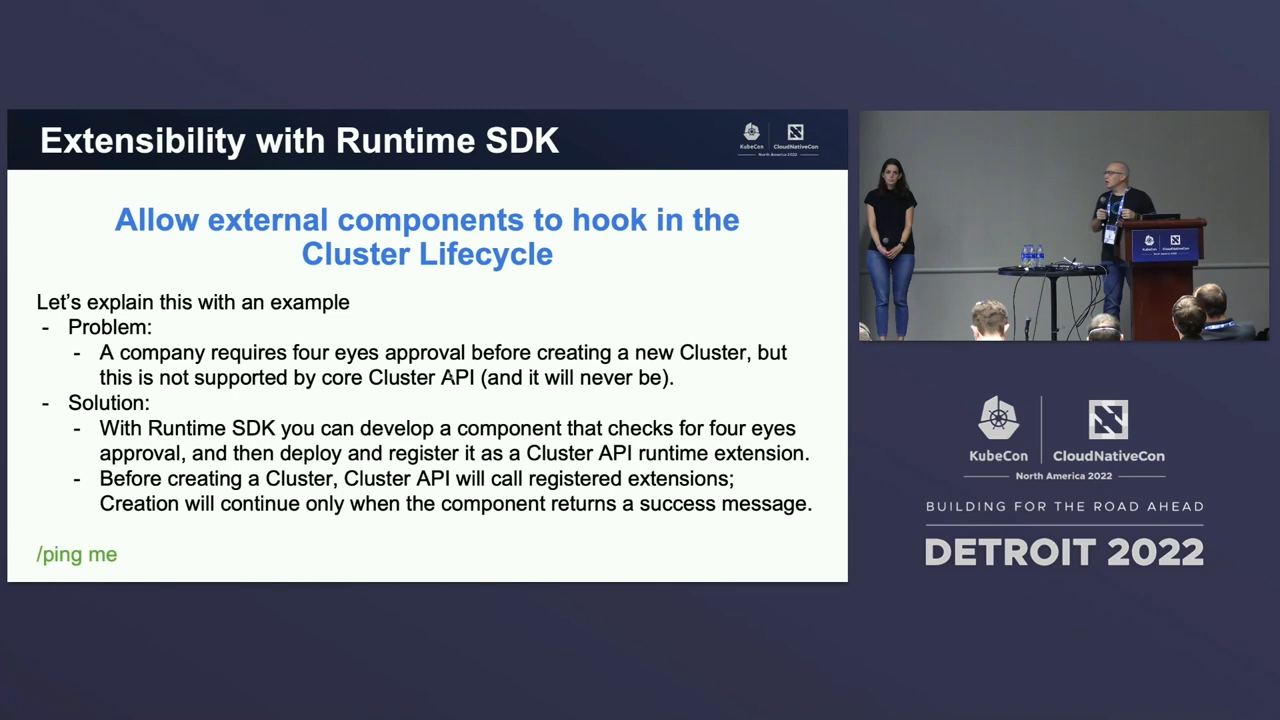 Extensibility with Runtime SDK
KubeCon
CloudNativeCon
North America 2022
Allow external components to hook in the
Cluster Lifecycle
Let's explain this with an example
- Problem:
- A company requires four eyes approval before creating a new Cluster, but
this is not supported by core Cluster API (and it will never be).
- Solution:
- With Runtime SDK you can develop a component that checks for four eyes
approval, and then deploy and register it as a Cluster API runtime extension.
- Before creating a Cluster, Cluster API will call registered extensions;
Creation will continue only when the component returns a success message.
/ping me
KubeCon
CloudNativeCon
KubeCon
CloudNativeCon
North America 2022
BUILDING FOR THE ROAD AHEAD
DETROIT 2022